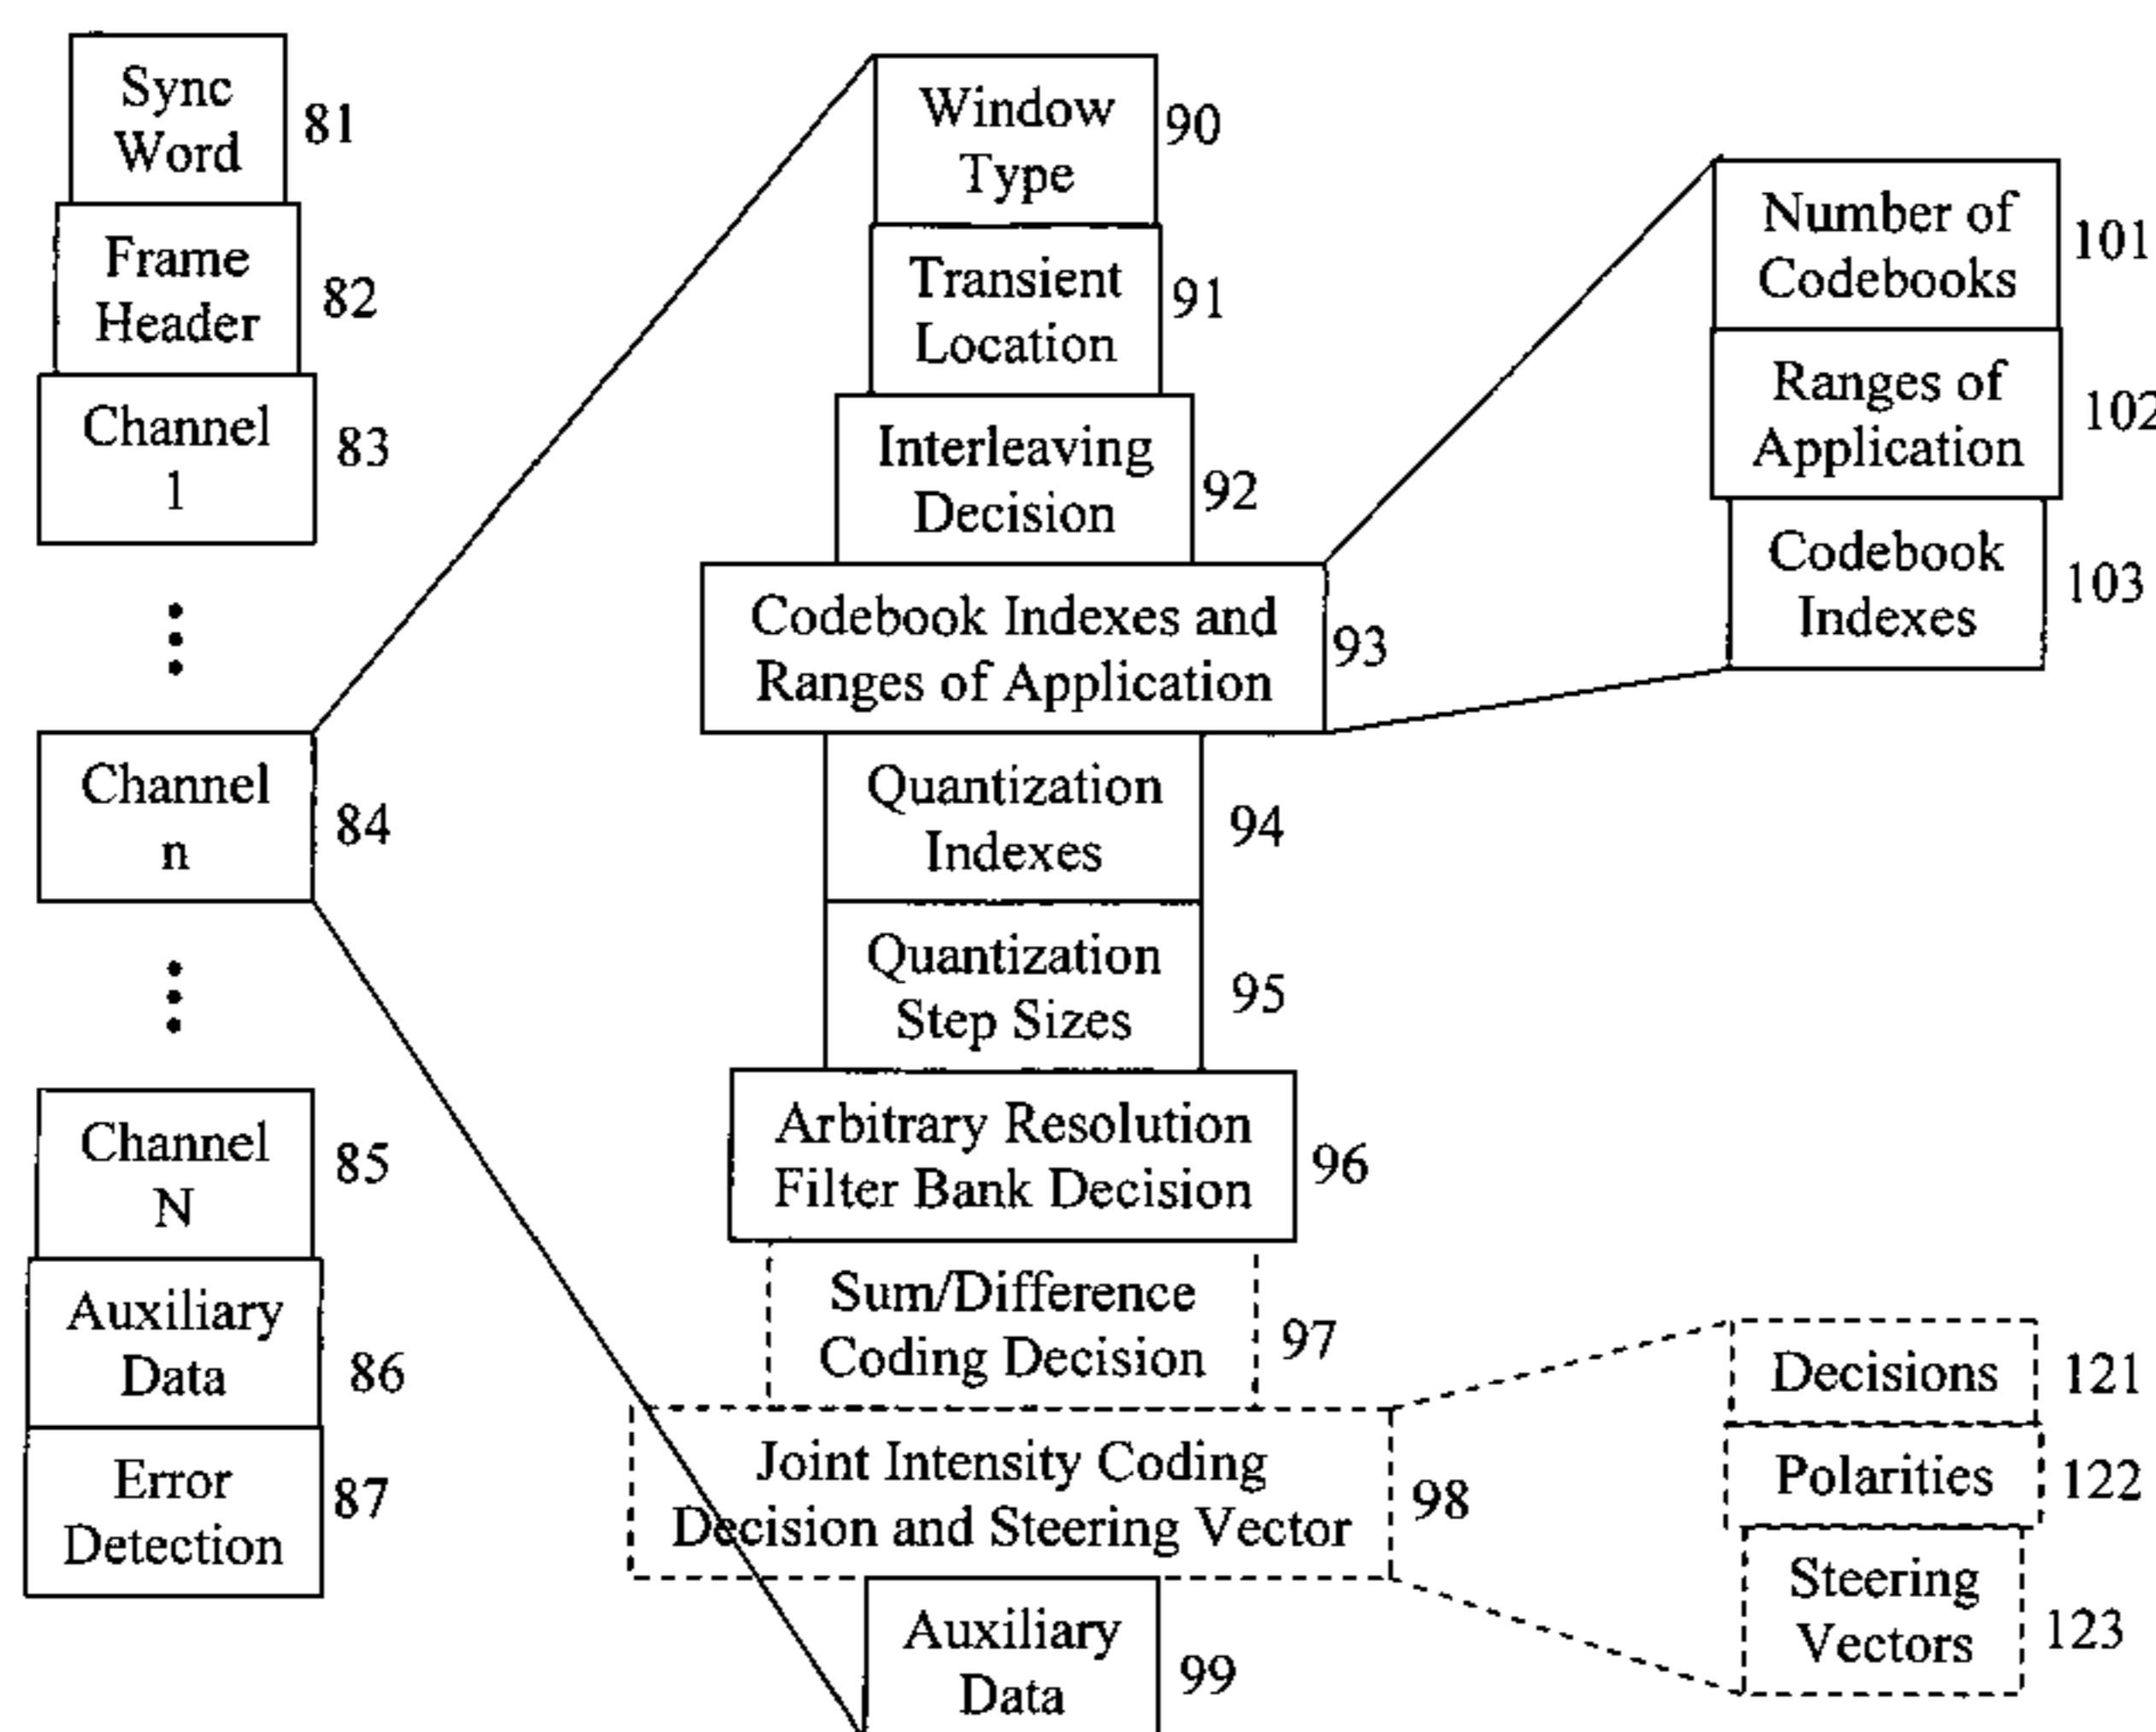 Sync
Word
81
Frame
Header
82
Channel
1
83
Channel
n
84
Channel
N
85
Auxiliary
Data
86
Error
Detection
87
Window
Type
90
Transient
Location
91
Interleaving
Decision
92
Codebook Indexes and
Ranges of Application
93
Quantization
Indexes
94
Quantization
Step Sizes
95
Arbitrary Resolution
Filter Bank Decision
96
Sum/Difference
Coding Decision
97
Joint Intensity Coding
Decision and Steering Vector
98
Auxiliary
Data
99
Number of
Codebooks
101
Ranges of
Application
102
Codebook
Indexes
103
Decisions
121
Polarities
122
Steering
Vectors
123